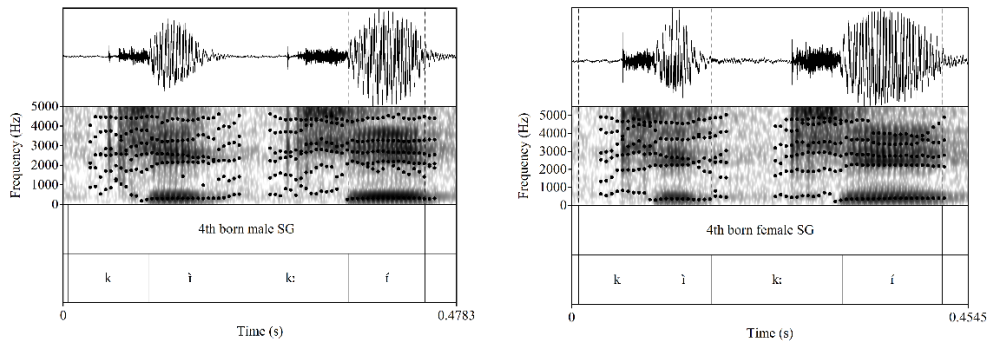 5000
4000
3000
2000
1000
0
Frequency (Hz)
4th born male SG
k ì kː í
0 0.4783
Time (s)
5000
4000
3000
2000
1000
0
Frequency (Hz)
4th born female SG
k ì kː í
0 0.4545
Time (s)